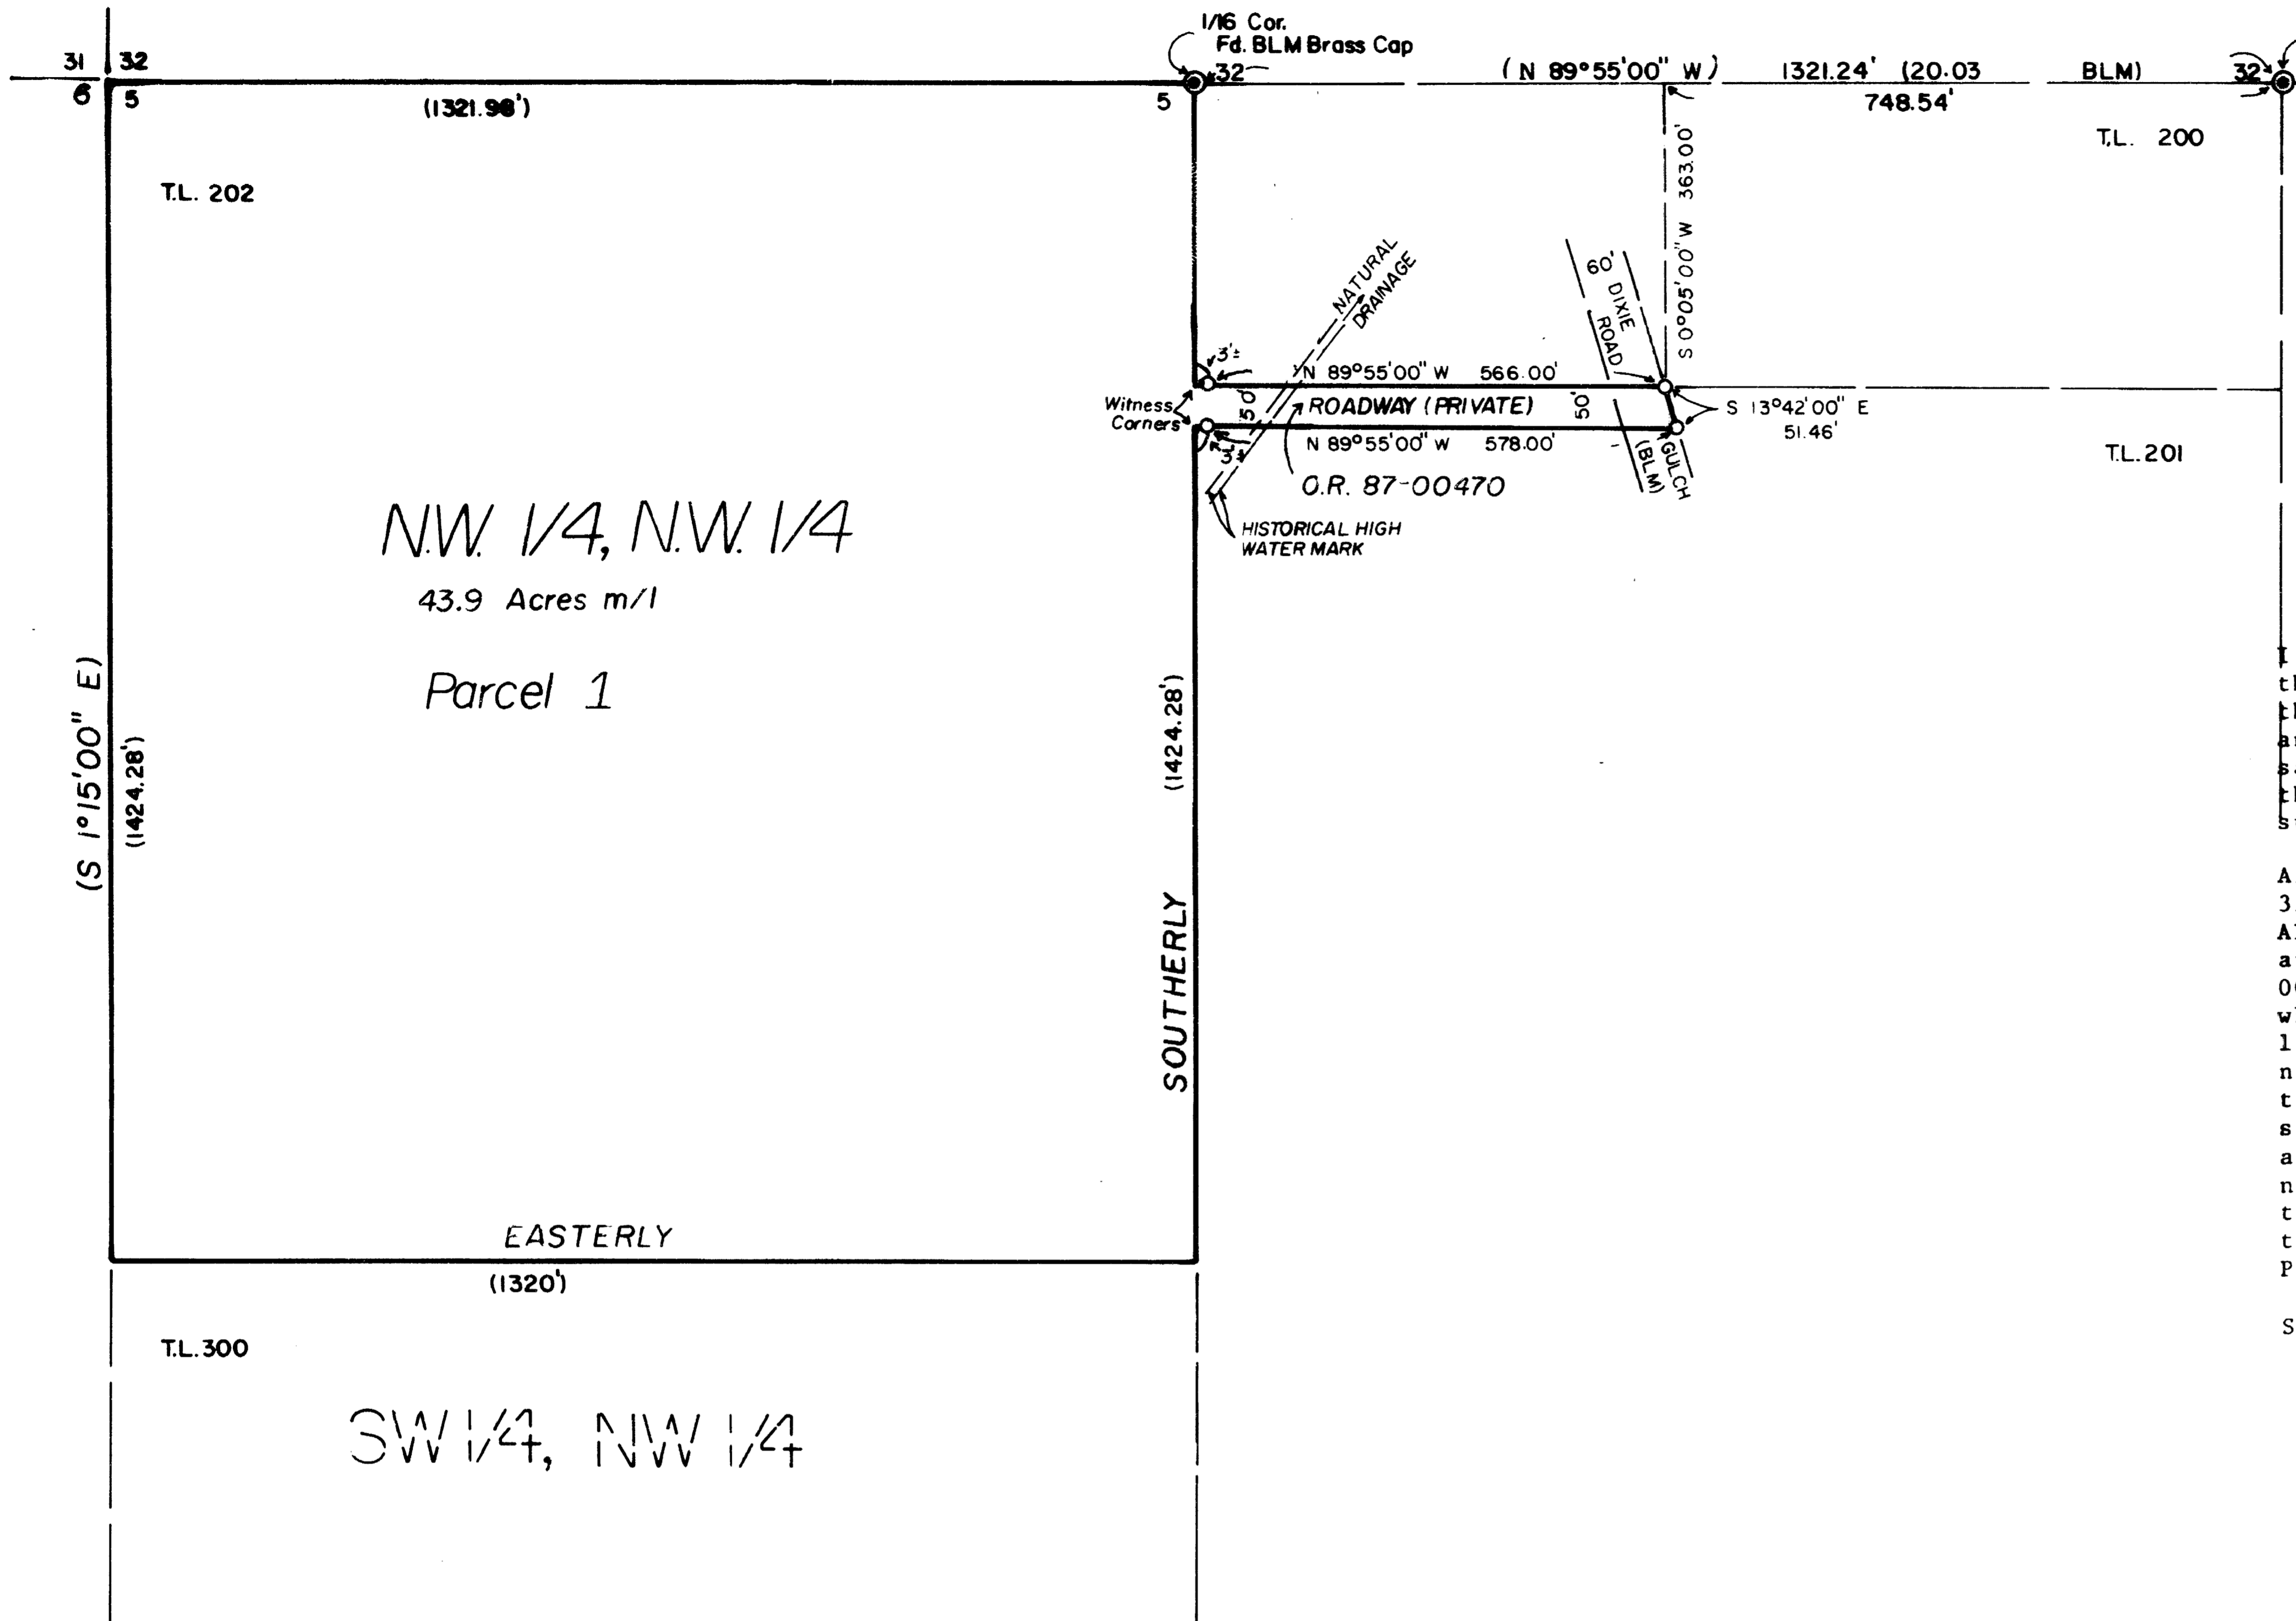 1/16 Cor.
Fd. BLM Brass Cap
31 32
6 5
(1321.98')
32
5
(N 89°55'00" W) 1321.24' (20.03 BLM)
32
748.54'
T.L. 200
T.L. 202
S 0°05'00" W 363.00'
NATURAL
DRAINAGE
60' DIXIE
ROAD
3'±
N 89°55'00" W 566.00'
Witness
Corners
50'
ROADWAY (PRIVATE)
50'
S 13°42'00" E
51.46'
3'±
N 89°55'00" W 578.00'
GULCH
(BLM)
T.L. 201
O.R. 87-00470
HISTORICAL HIGH
WATER MARK
N.W. 1/4, N.W. 1/4
43.9 Acres m/l
Parcel 1
(S 1°15'00" E)
(1424.28')
(1424.28')
SOUTHERLY
EASTERLY
(1320')
T.L. 300
SW 1/4, NW 1/4